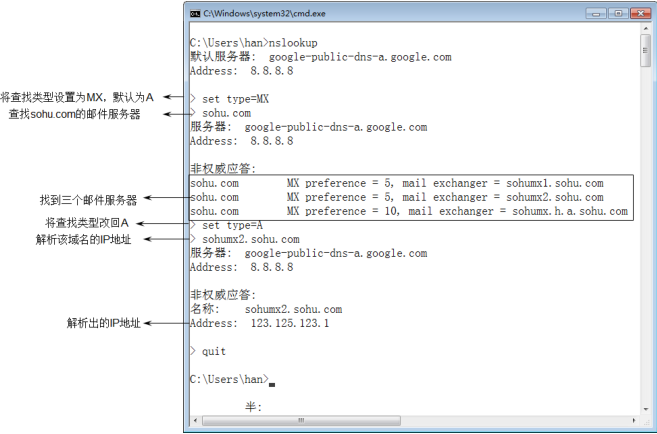 C:\Windows\system32\cmd.exe
C:\Users\han>nslookup
默认服务器:  google-public-dns-a.google.com
Address:  8.8.8.8
将查找类型设置为MX，默认为A
> set type=MX
查找sohu.com的邮件服务器
> sohu.com
服务器:  google-public-dns-a.google.com
Address:  8.8.8.8
非权威应答:
sohu.com        MX preference = 5, mail exchanger = sohumx1.sohu.com
找到三个邮件服务器
sohu.com        MX preference = 5, mail exchanger = sohumx2.sohu.com
sohu.com        MX preference = 10, mail exchanger = sohumx.h.a.sohu.com
将查找类型改回A
> set type=A
解析该域名的IP地址
> sohumx2.sohu.com
服务器:  google-public-dns-a.google.com
Address:  8.8.8.8
非权威应答:
名称:    sohumx2.sohu.com
解析出的IP地址
Address:  123.125.123.1
> quit
C:\Users\han>
半: